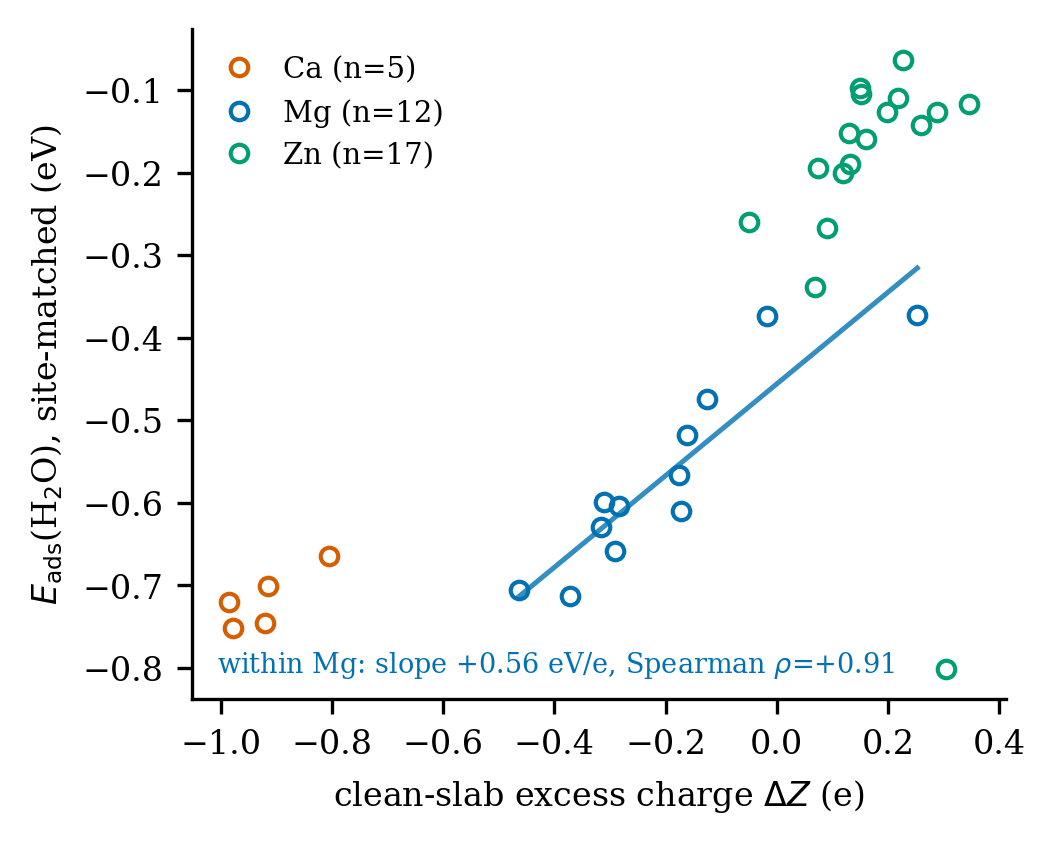 Ca (n=5)
Mg (n=12)
Zn (n=17)
−0.1
−0.2
−0.3
−0.4
−0.5
−0.6
−0.7
−0.8
E_ads(H₂O), site-matched (eV)
within Mg: slope +0.56 eV/e, Spearman ρ=+0.91
−1.0 −0.8 −0.6 −0.4 −0.2 0.0 0.2 0.4
clean-slab excess charge ΔZ (e)